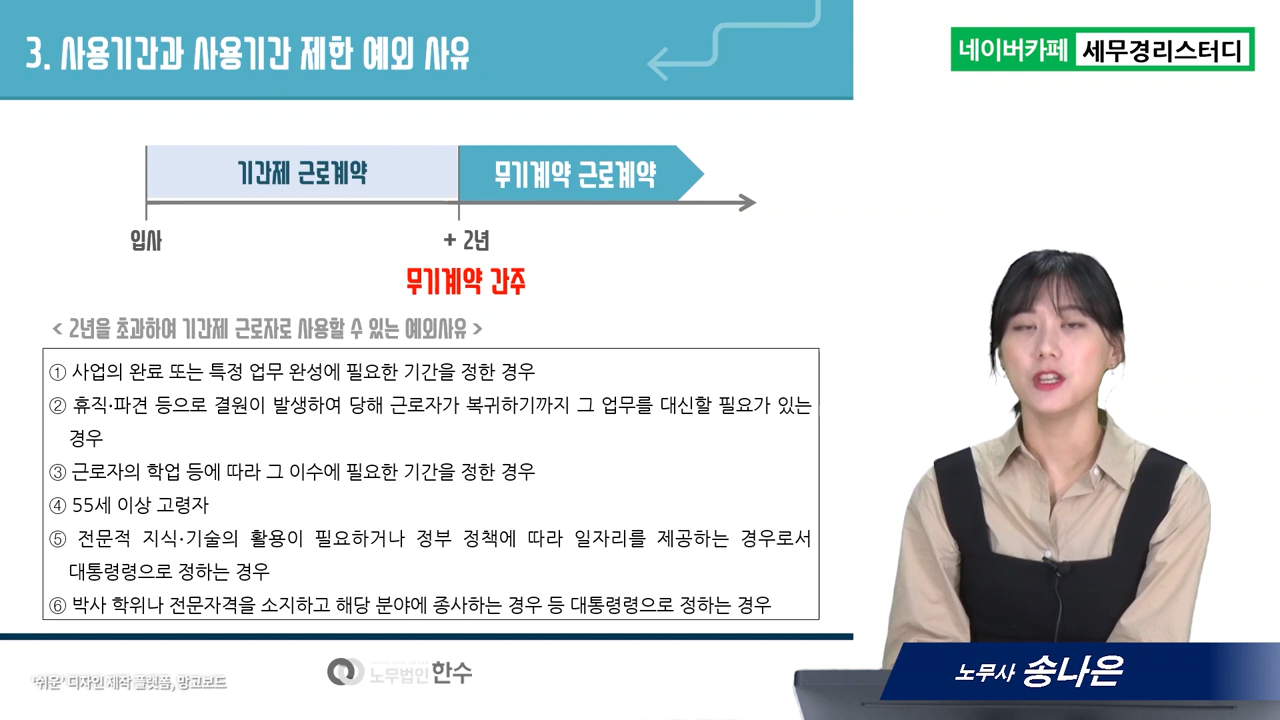 3. 사용기간과 사용기간 제한 예외 사유
네이버카페 세무경리스터디
기간제 근로계약
무기계약 근로계약
입사
+ 2년
무기계약 간주
< 2년을 초과하여 기간제 근로자로 사용할 수 있는 예외사유 >
① 사업의 완료 또는 특정 업무 완성에 필요한 기간을 정한 경우
② 휴직·파견 등으로 결원이 발생하여 당해 근로자가 복귀하기까지 그 업무를 대신할 필요가 있는
경우
③ 근로자의 학업 등에 따라 그 이수에 필요한 기간을 정한 경우
④ 55세 이상 고령자
⑤ 전문적 지식·기술의 활용이 필요하거나 정부 정책에 따라 일자리를 제공하는 경우로서
대통령령으로 정하는 경우
⑥ 박사 학위나 전문자격을 소지하고 해당 분야에 종사하는 경우 등 대통령령으로 정하는 경우
노무법인 한수
'쉬운' 디자인 제작 플랫폼, 망고보드
노무사 송나은